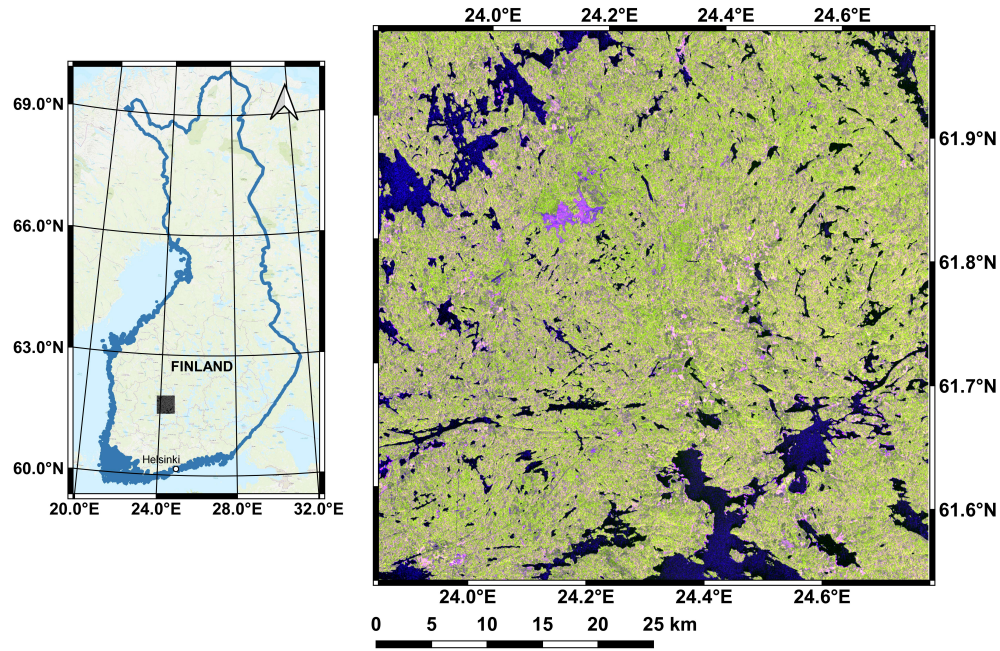 69.0°N
66.0°N
63.0°N
60.0°N
FINLAND
Helsinki
20.0°E 24.0°E 28.0°E 32.0°E
24.0°E 24.2°E 24.4°E 24.6°E
61.9°N
61.8°N
61.7°N
61.6°N
24.0°E 24.2°E 24.4°E 24.6°E
0 5 10 15 20 25 km